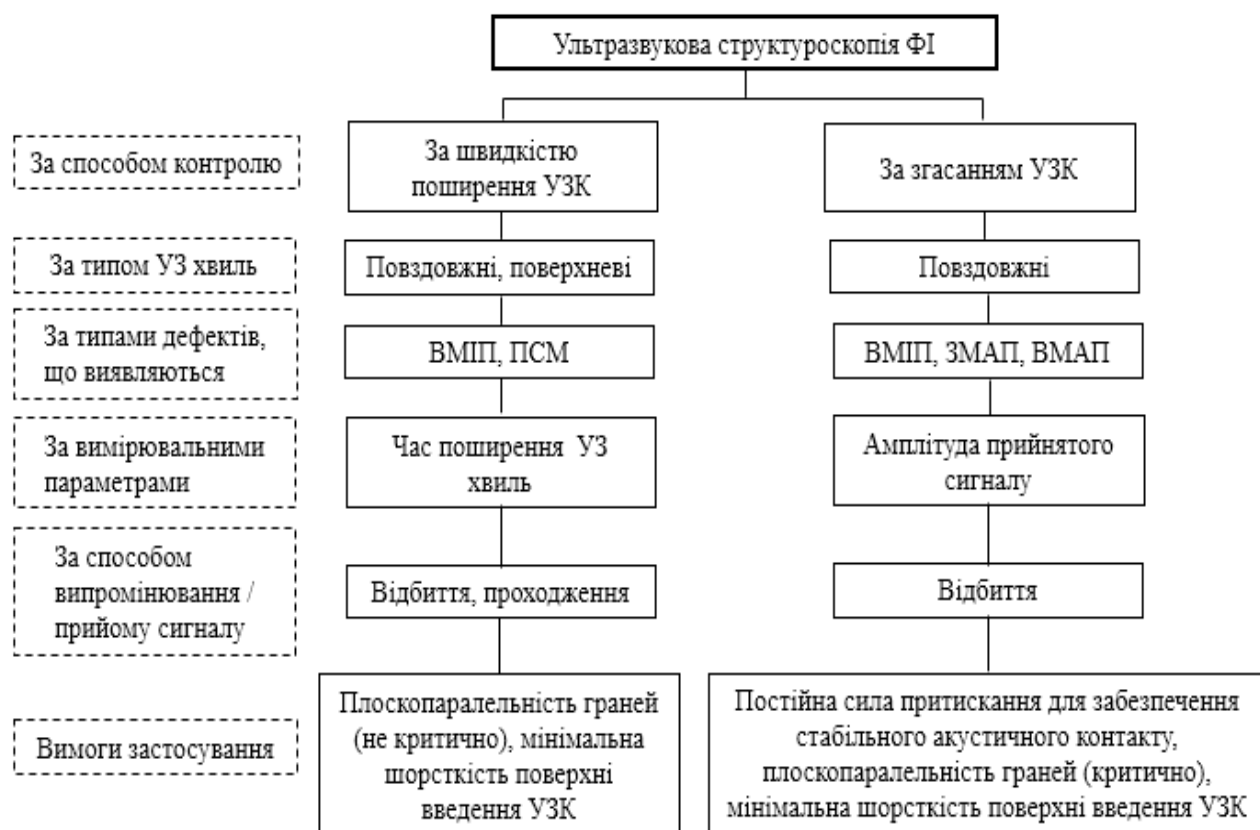 Ультразвукова структуроскопія ФІ
За способом контролю
За швидкістю
поширення УЗК
За згасанням УЗК
За типом УЗ хвиль
Повздовжні, поверхневі
Повздовжні
За типами дефектів,
що виявляються
ВМІП, ПСМ
ВМІП, ЗМАП, ВМАП
За вимірювальними
параметрами
Час поширення УЗ
хвиль
Амплітуда прийнятого
сигналу
За способом
випромінювання /
прийому сигналу
Відбиття, проходження
Відбиття
Вимоги застосування
Плоскопаралельність граней
(не критично), мінімальна
шорсткість поверхні
введення УЗК
Постійна сила притискання для забезпечення
стабільного акустичного контакту,
плоскопаралельність граней (критично),
мінімальна шорсткість поверхні введення УЗК